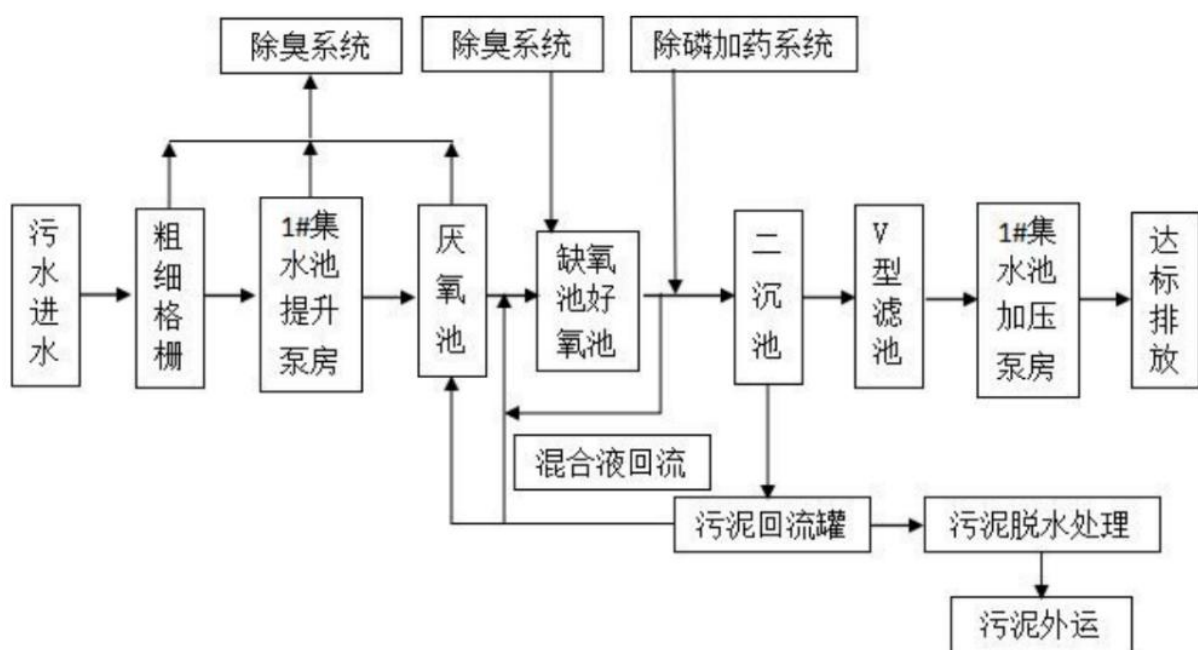 除臭系统
除臭系统
除磷加药系统
污水进水
粗细格栅
1#集
水池
提升
泵房
厌氧池
缺氧
池好
氧池
二沉池
V型滤池
1#集
水池
加压
泵房
达标排放
混合液回流
污泥回流罐
污泥脱水处理
污泥外运